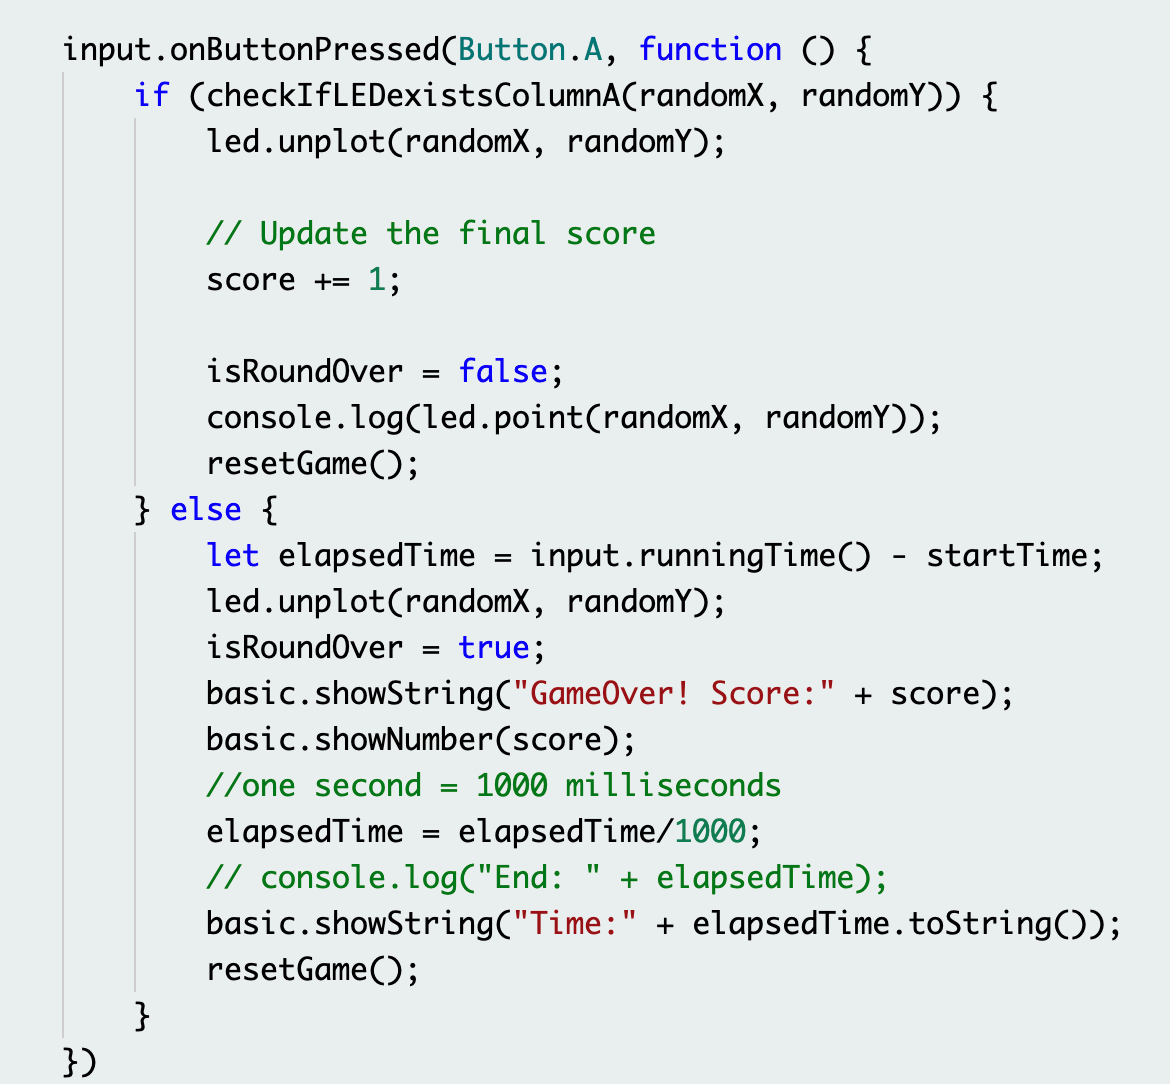 input.onButtonPressed(Button.A, function () {
    if (checkIfLEDexistsColumnA(randomX, randomY)) {
        led.unplot(randomX, randomY);

        // Update the final score
        score += 1;

        isRoundOver = false;
        console.log(led.point(randomX, randomY));
        resetGame();
    } else {
        let elapsedTime = input.runningTime() - startTime;
        led.unplot(randomX, randomY);
        isRoundOver = true;
        basic.showString("GameOver! Score:" + score);
        basic.showNumber(score);
        //one second = 1000 milliseconds
        elapsedTime = elapsedTime/1000;
        // console.log("End: " + elapsedTime);
        basic.showString("Time:" + elapsedTime.toString());
        resetGame();
    }
})